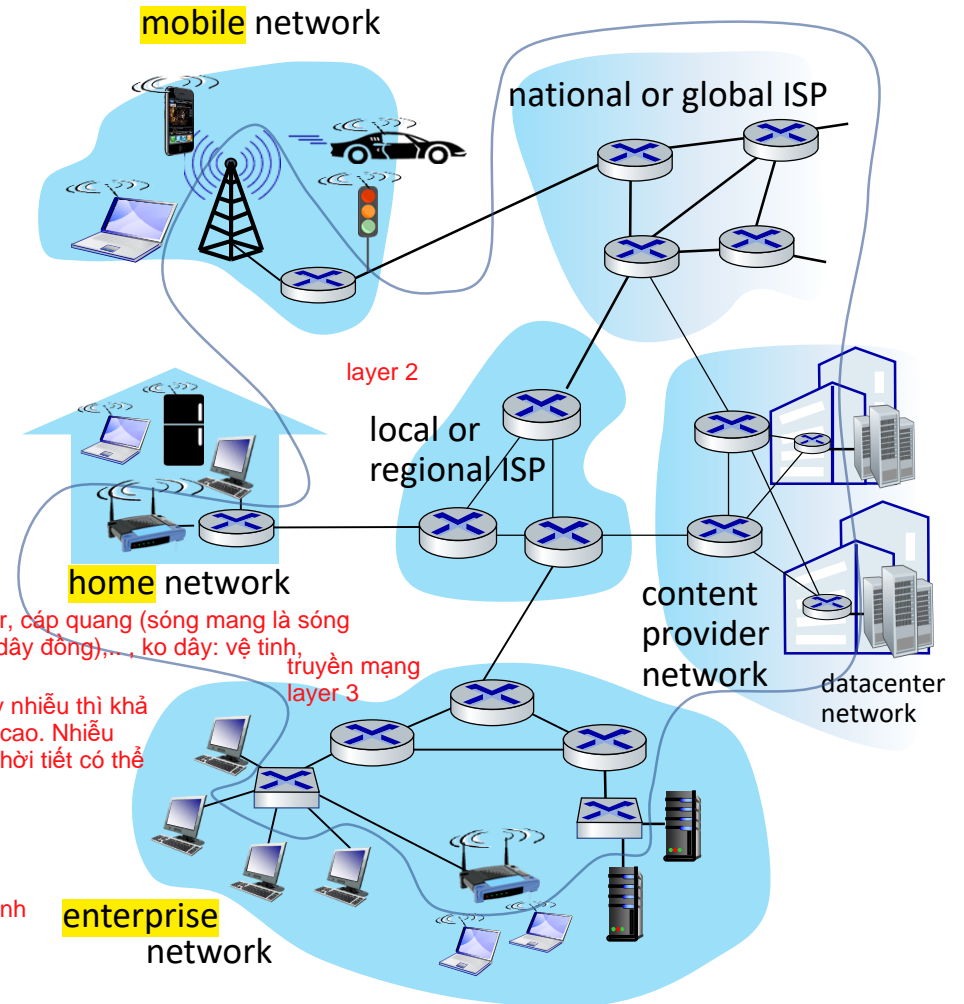 mobile network
national or global ISP
layer 2
local or
regional ISP
home network
r, cáp quang (sóng mang là sóng
dây đồng),.. , ko dây: vệ tinh,
truyền mạng
layer 3
content
provider
network
datacenter
network
y nhiễu thì khả
cao. Nhiễu
hời tiết có thể
nh
enterprise
network